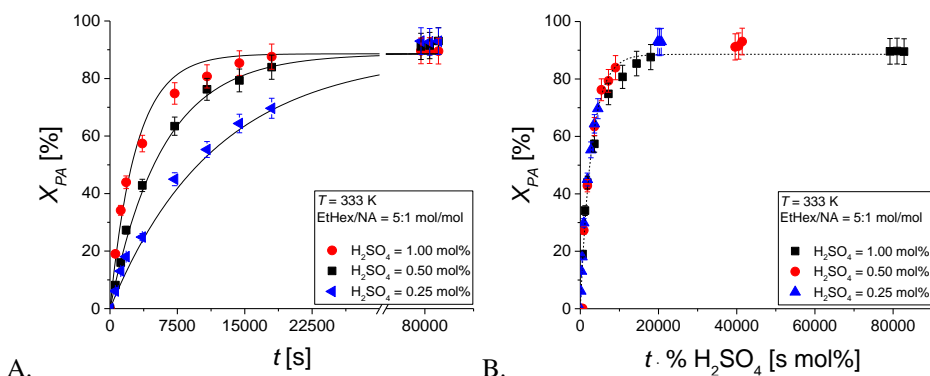 100
80
60
40
20
0
X_PA [%]
T = 333 K
EtHex/NA = 5:1 mol/mol
H₂SO₄ = 1.00 mol%
H₂SO₄ = 0.50 mol%
H₂SO₄ = 0.25 mol%
0 7500 15000 22500 80000
t [s]
A.
100
80
60
40
20
0
X_PA [%]
T = 333 K
EtHex/NA = 5:1 mol/mol
H₂SO₄ = 1.00 mol%
H₂SO₄ = 0.50 mol%
H₂SO₄ = 0.25 mol%
0 20000 40000 60000 80000
t · % H₂SO₄ [s mol%]
B.